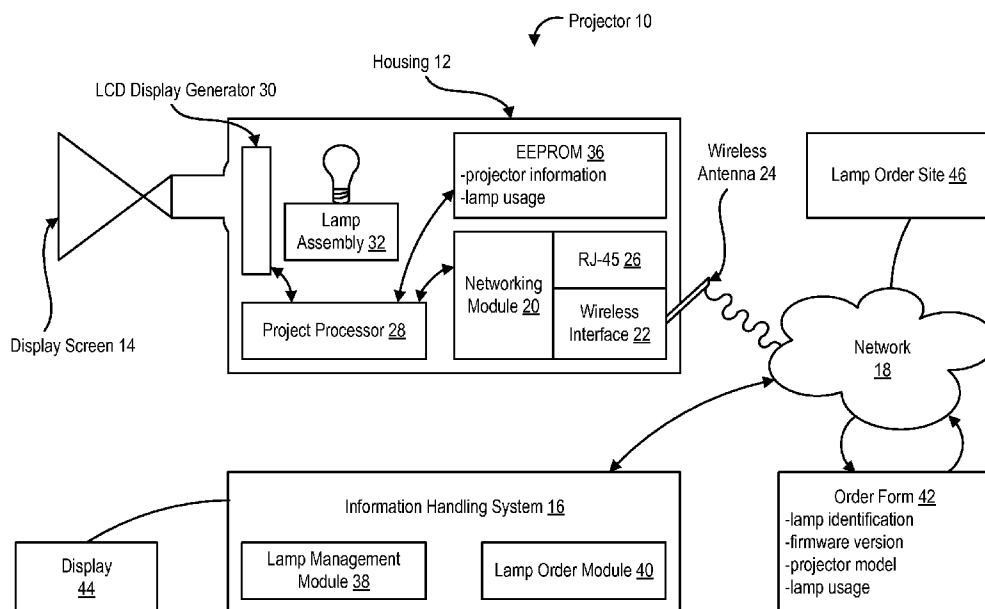 Projector 10
Housing 12
LCD Display Generator 30
EEPROM 36
-projector information
-lamp usage
Wireless
Antenna 24
Lamp Order Site 46
Lamp
Assembly 32
RJ-45 26
Networking
Module 20
Wireless
Interface 22
Project Processor 28
Display Screen 14
Network
18
Information Handling System 16
Order Form 42
-lamp identification
-firmware version
-projector model
-lamp usage
Display
44
Lamp Management
Module 38
Lamp Order Module 40